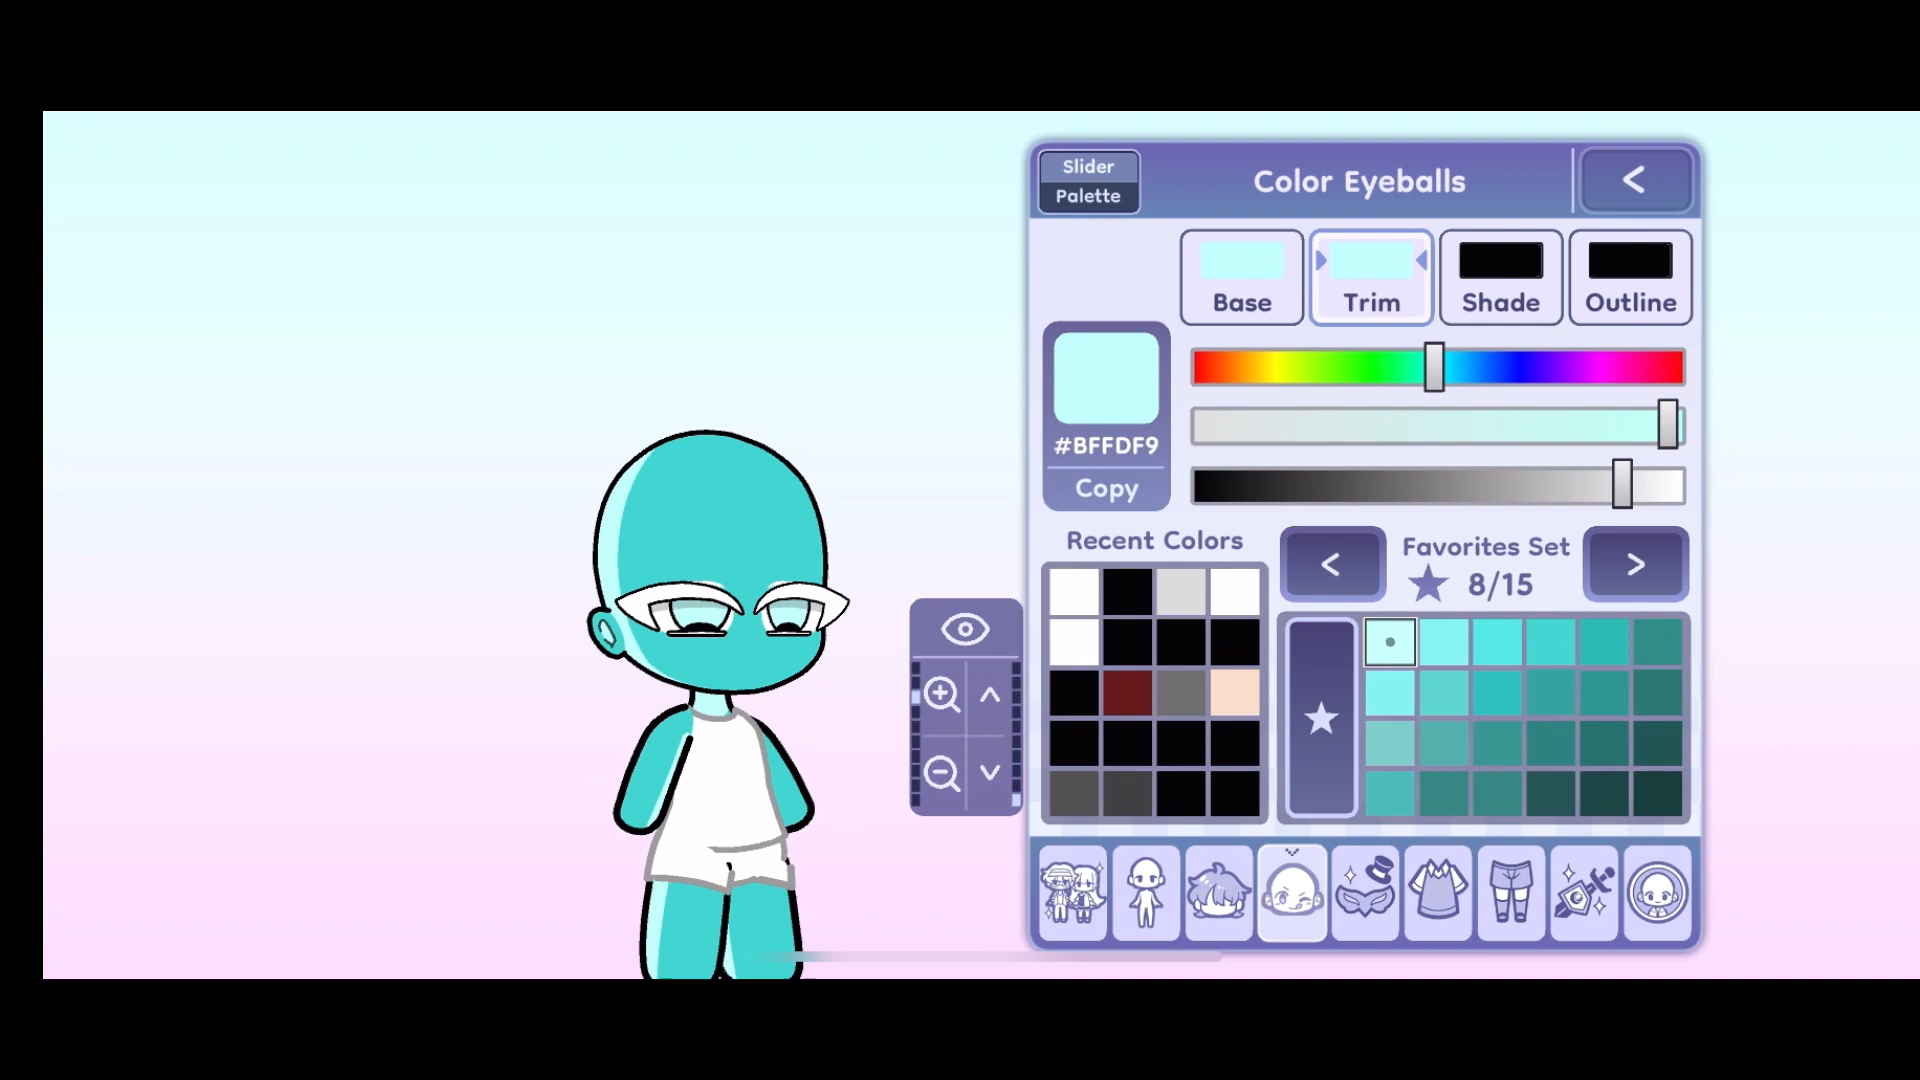 Slider
Palette
Color Eyeballs
<
Base
Trim
Shade
Outline
#BFFDF9
Copy
Recent Colors
<
Favorites Set
8/15
>